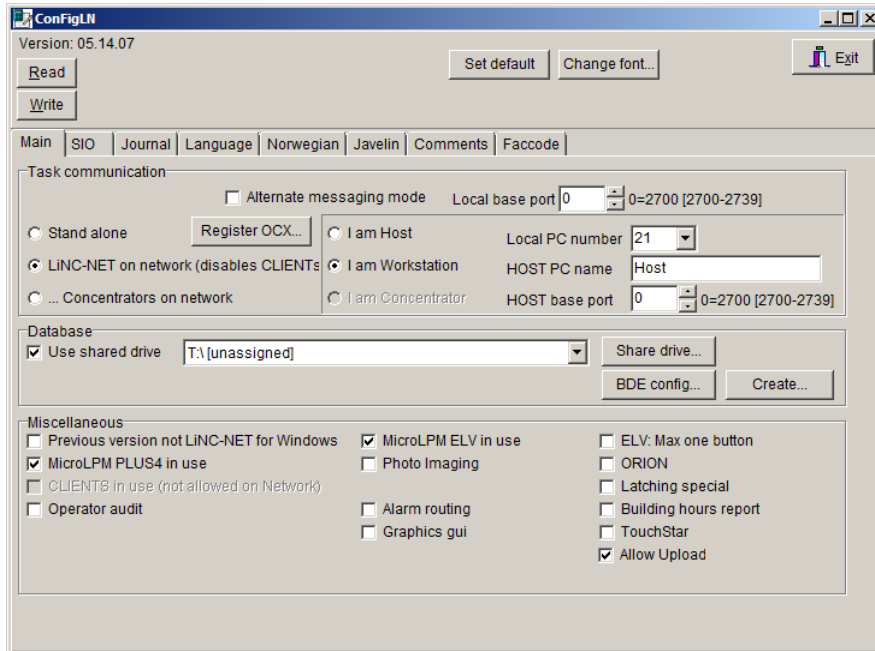 ConFigLN
Version: 05.14.07
Read
Write
Set default
Change font...
Exit
Main SIO Journal Language Norwegian Javelin Comments Faccode
Task communication
Alternate messaging mode Local base port 0 0=2700 [2700-2739]
Stand alone Register OCX... I am Host Local PC number 21
LiNC-NET on network (disables CLIENTs I am Workstation HOST PC name Host
... Concentrators on network I am Concentrator HOST base port 0 0=2700 [2700-2739]
Database
Use shared drive T:\ [unassigned] Share drive...
BDE config... Create...
Miscellaneous
Previous version not LiNC-NET for Windows MicroLPM ELV in use ELV: Max one button
MicroLPM PLUS4 in use Photo Imaging ORION
CLIENTS in use (not allowed on Network) Latching special
Operator audit Alarm routing Building hours report
Graphics gui TouchStar
Allow Upload